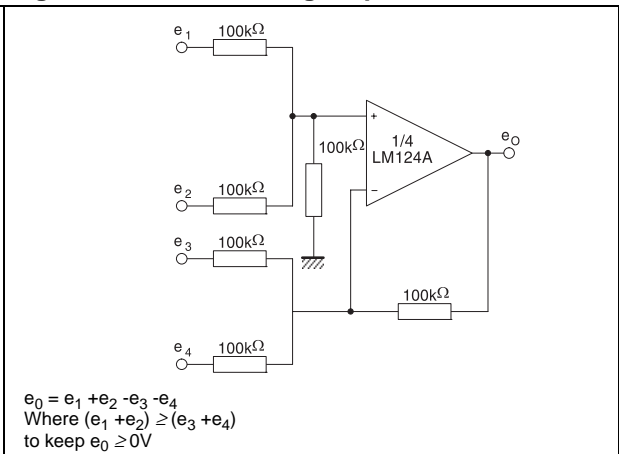 e1
100kΩ
+
1/4
LM124A
eO
100kΩ
-
e2
100kΩ
e3
100kΩ
100kΩ
e4
100kΩ
e0 = e1 +e2 -e3 -e4
Where (e1 +e2) ≥ (e3 +e4)
to keep e0 ≥ 0V